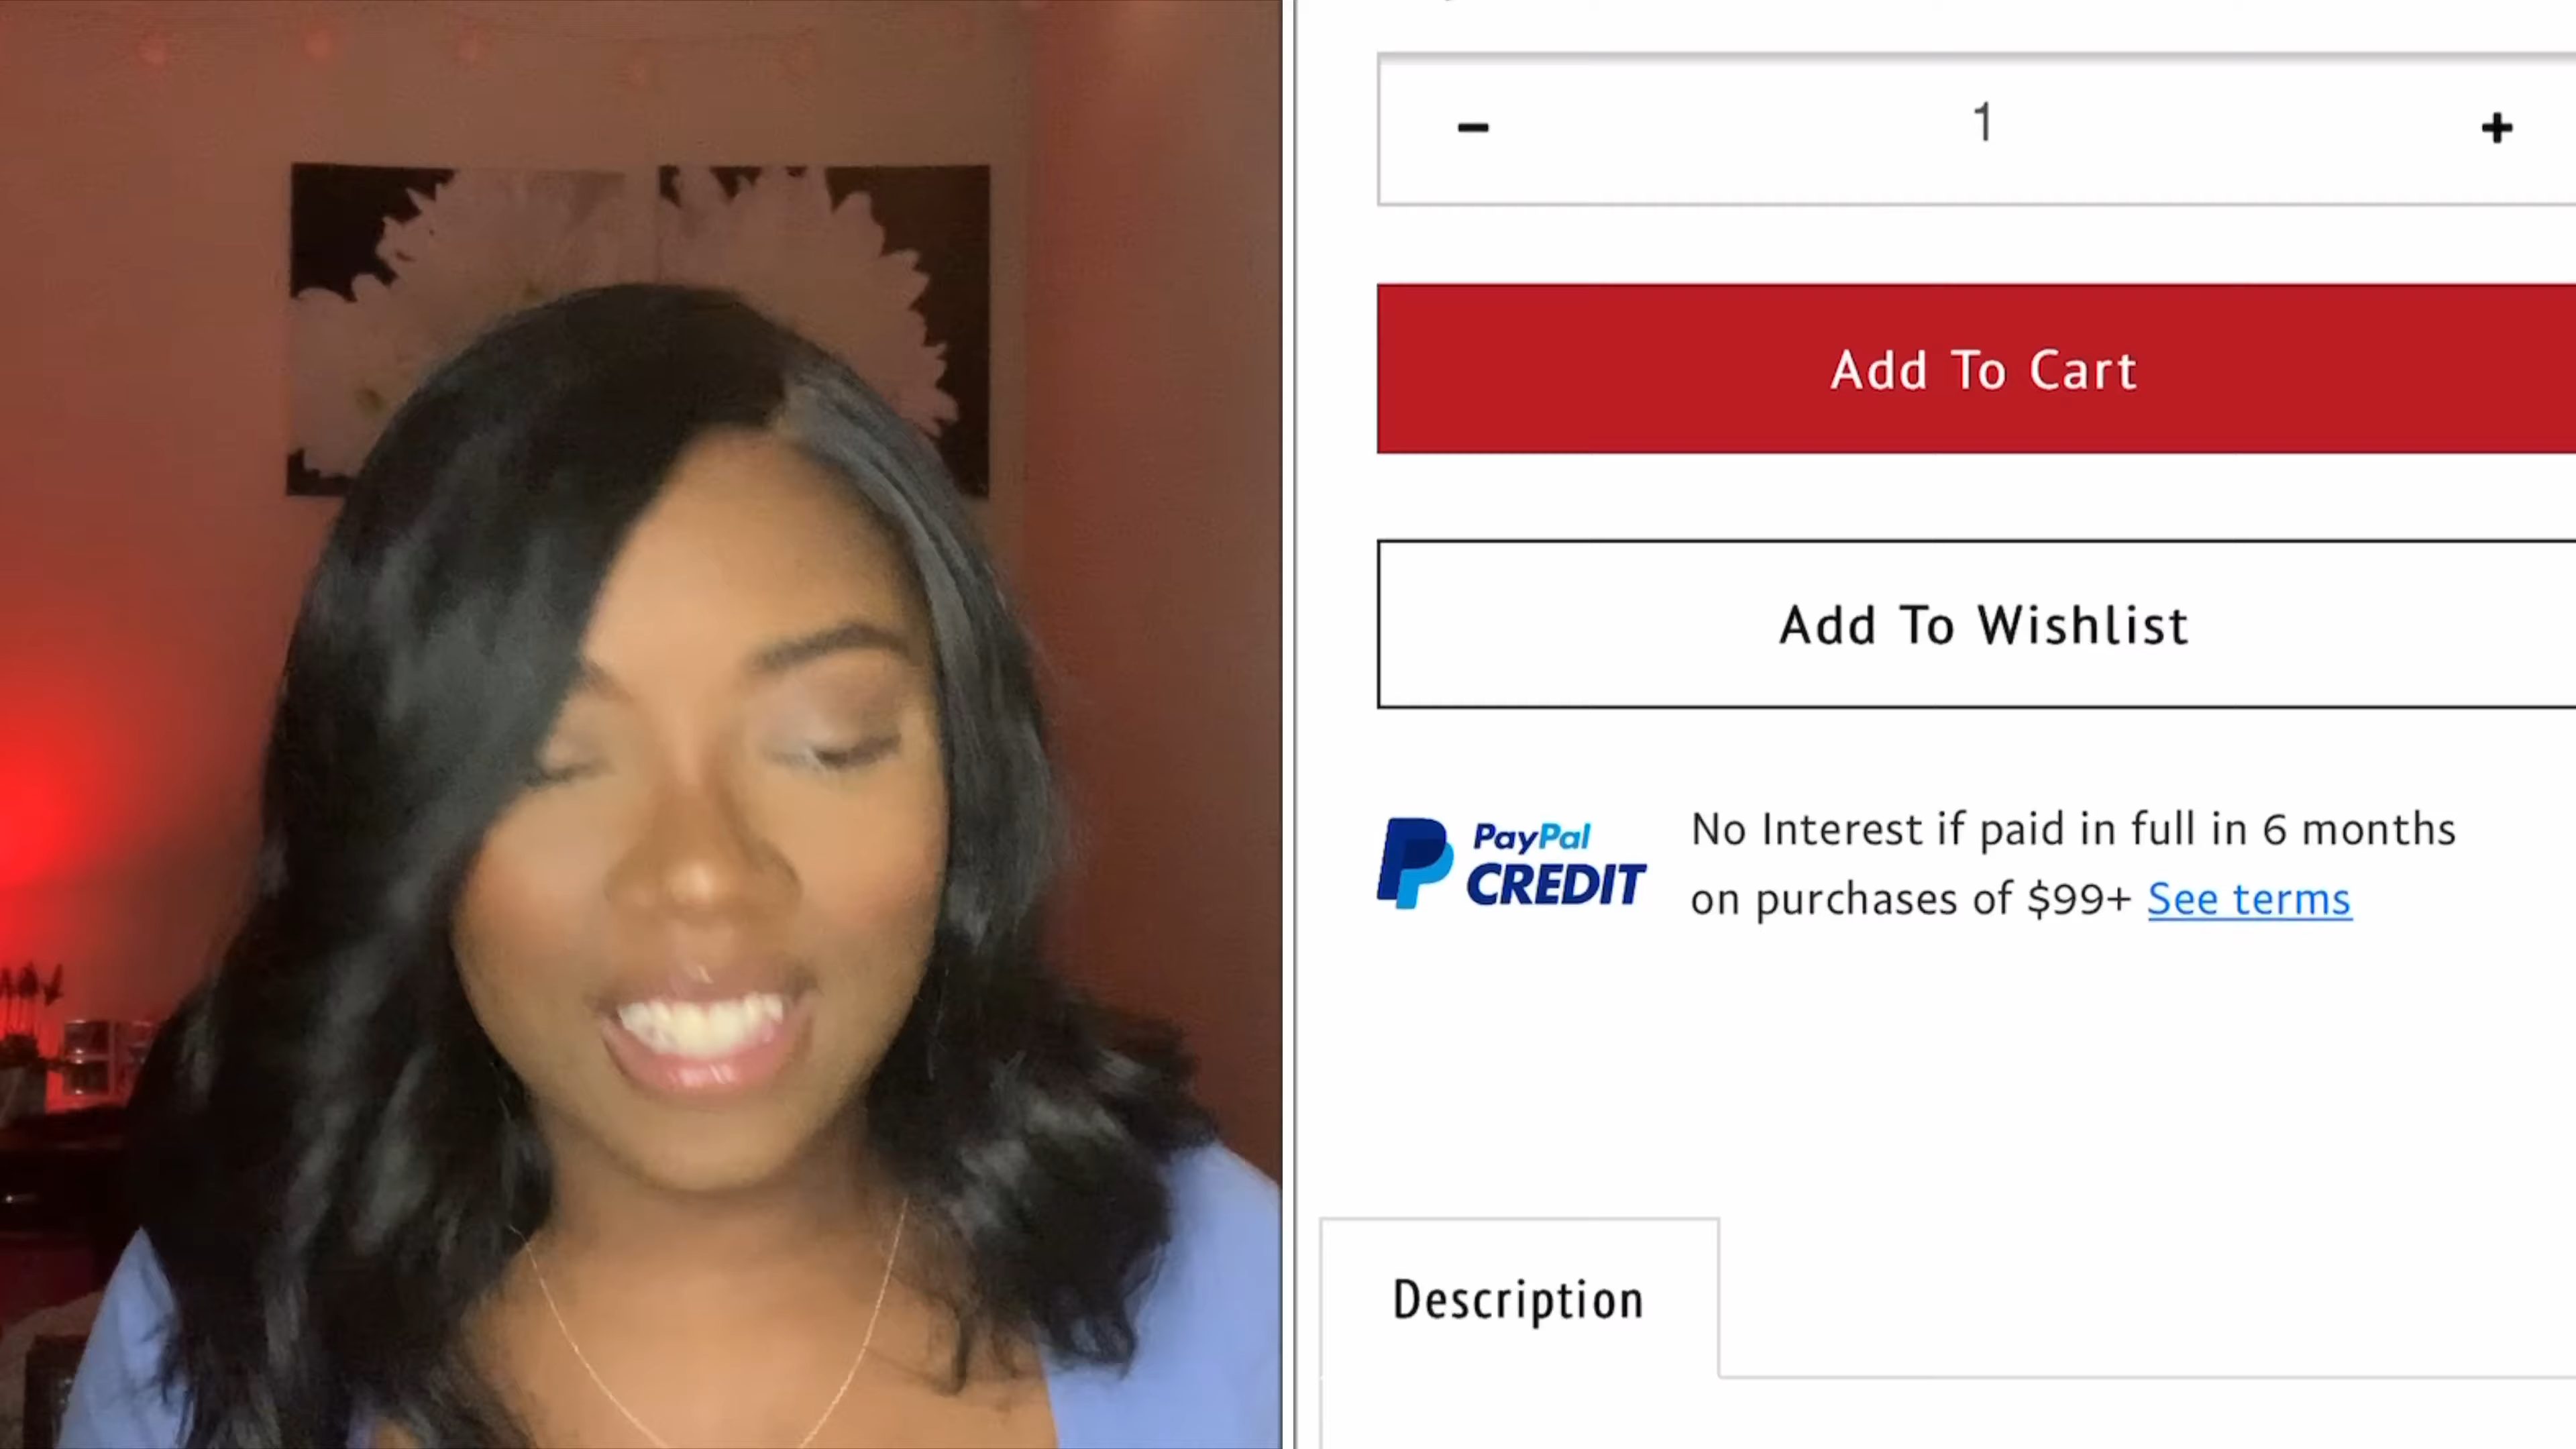 1
Add To Cart
Add To Wishlist
PayPal
CREDIT
No Interest if paid in full in 6 months
on purchases of $99+ See terms
Description